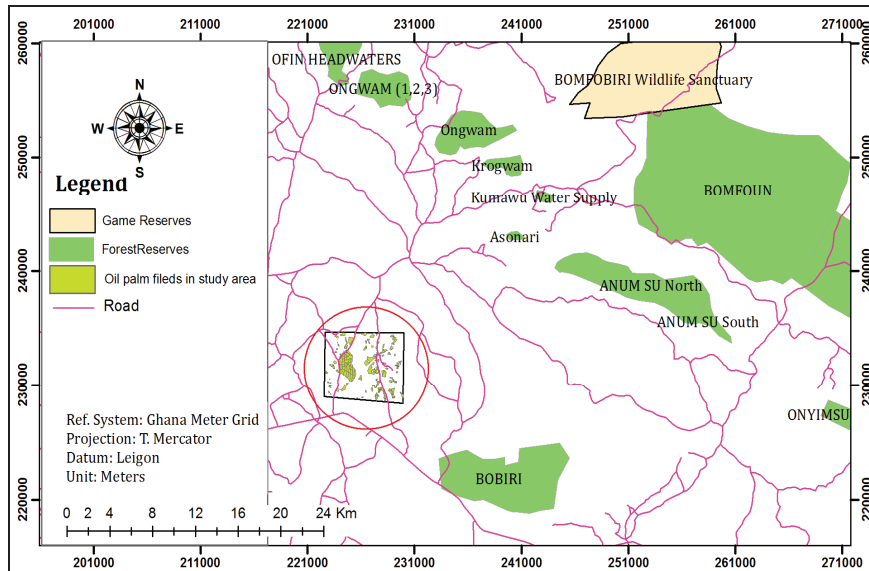 201000 211000 221000 231000 241000 251000 261000 271000
260000
250000
240000
230000
220000
260000
250000
240000
230000
220000
N
W E
S
Legend
Game Reserves
ForestReserves
Oil palm fileds in study area
Road
Ref. System: Ghana Meter Grid
Projection: T. Mercator
Datum: Leigon
Unit: Meters
0 2 4 8 12 16 20 24 Km
OFIN HEADWATERS
ONGWAM (1,2,3)
BOMFOBIRI Wildlife Sanctuary
Ongwam
Krogwam
Kumawu Water Supply
BOMFOUN
Asonari
ANUM SU North
ANUM SU South
ONYIMSU
BOBIRI
201000 211000 221000 231000 241000 251000 261000 271000